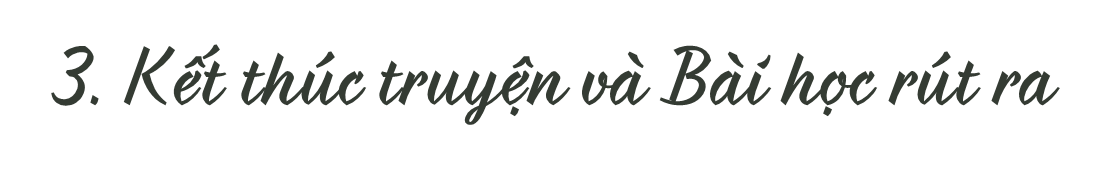 3. Kết thúc truyện và Bài học rút ra